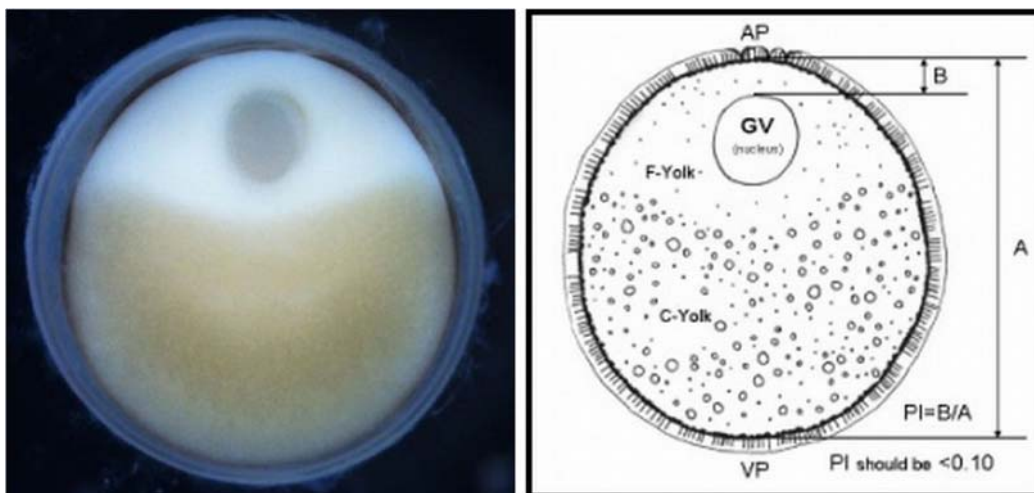 AP
B
GV
(nucleus)
F-Yolk
A
C-Yolk
PI=B/A
VP
PI should be <0.10